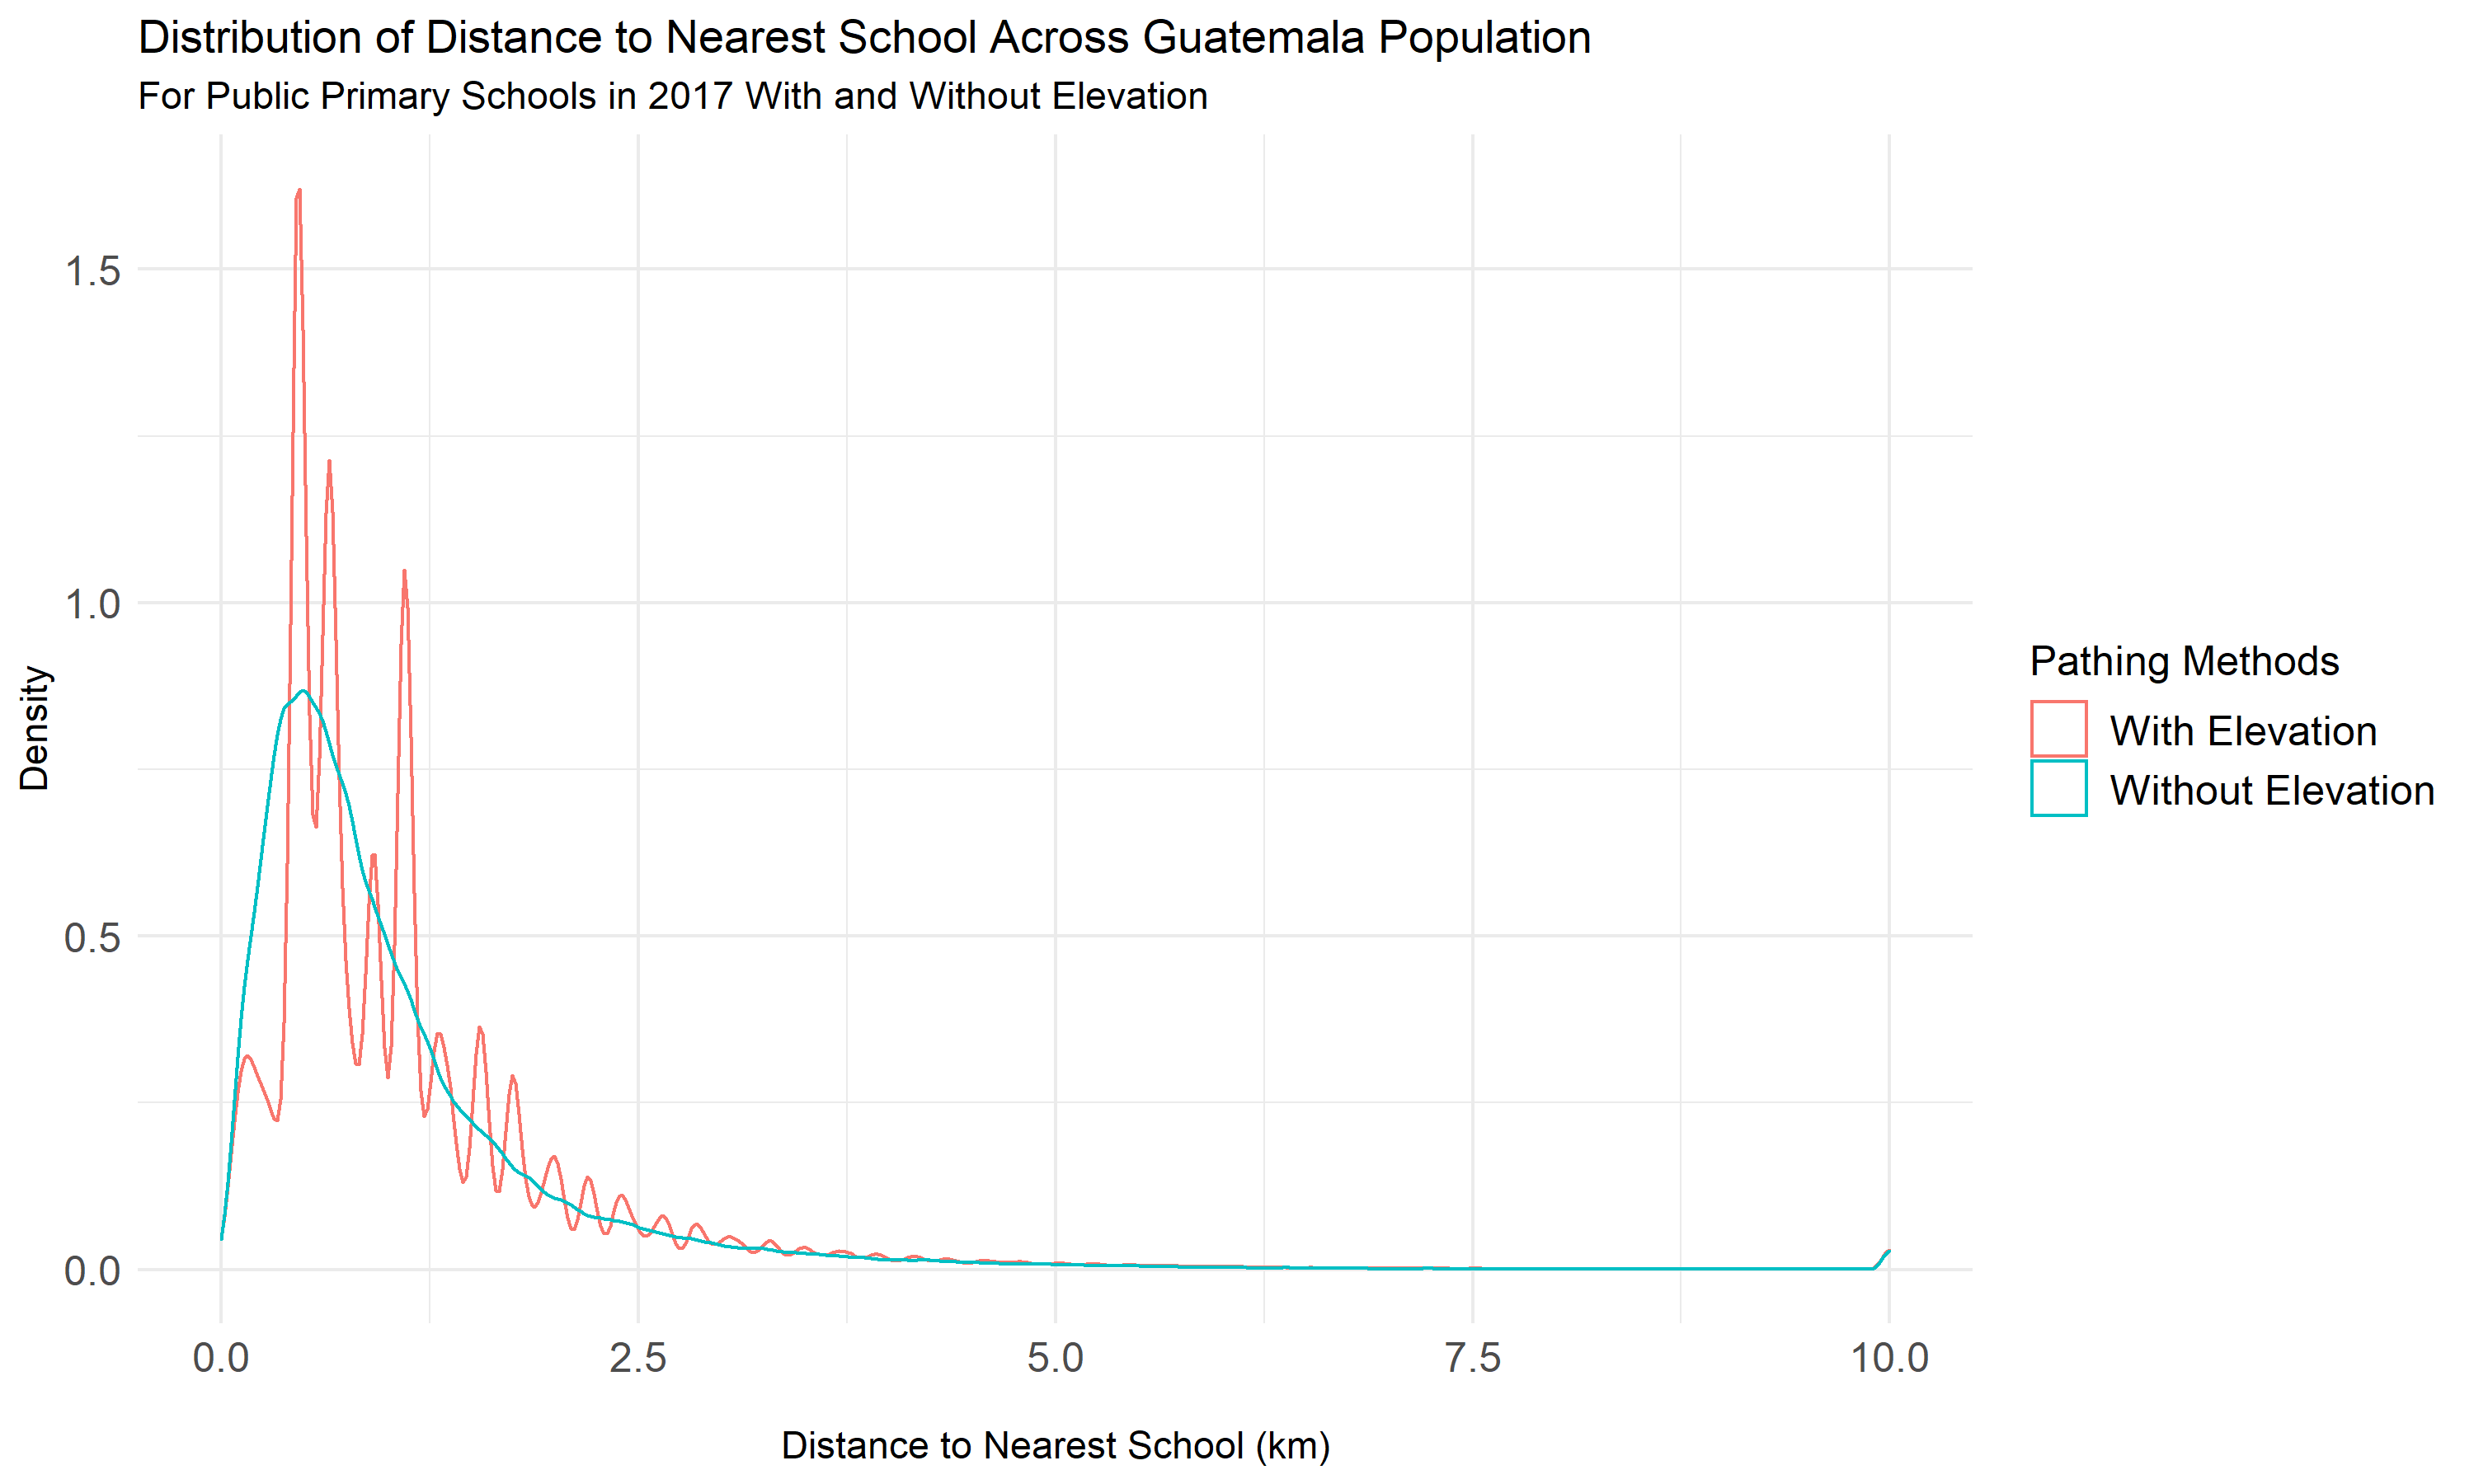 Distribution of Distance to Nearest School Across Guatemala Population
For Public Primary Schools in 2017 With and Without Elevation
1.5
1.0
0.5
0.0
Density
0.0 2.5 5.0 7.5 10.0
Distance to Nearest School (km)
Pathing Methods
With Elevation
Without Elevation